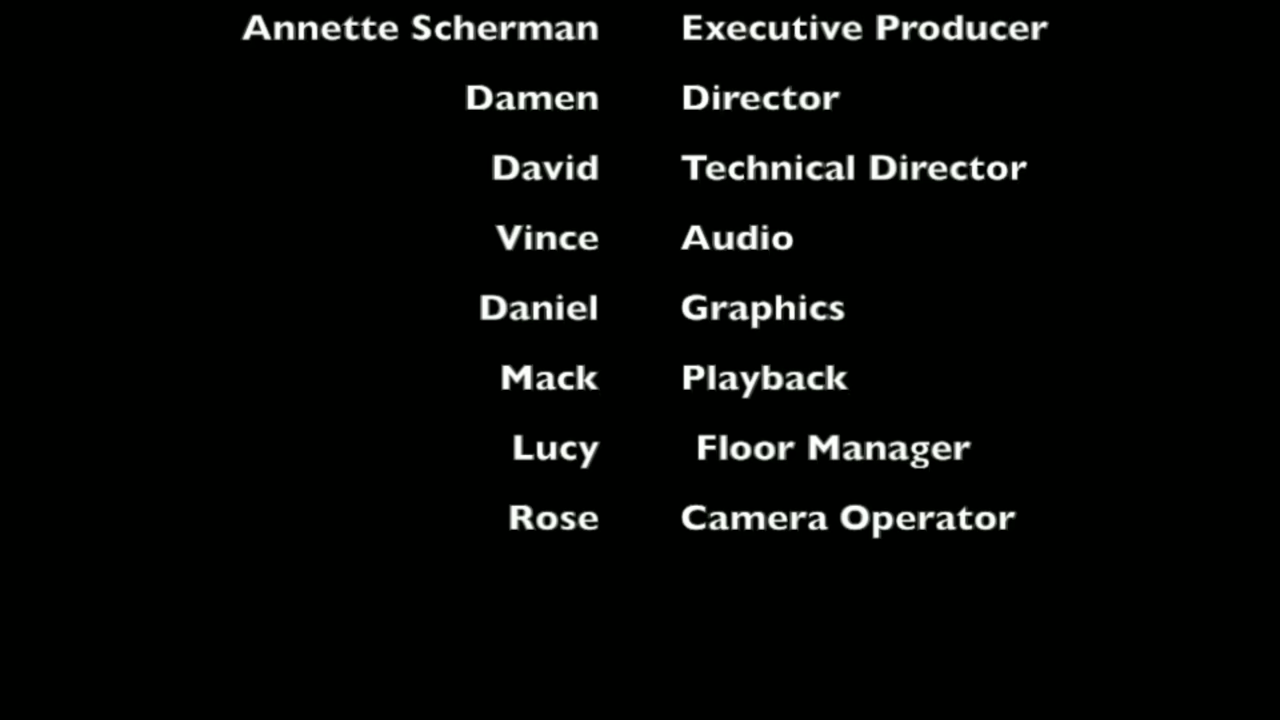 Annette Scherman Executive Producer
Damen Director
David Technical Director
Vince Audio
Daniel Graphics
Mack Playback
Lucy Floor Manager
Rose Camera Operator